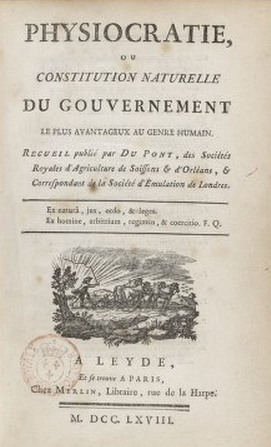 PHYSIOCRATIE,
OU
CONSTITUTION NATURELLE
DU GOUVERNEMENT
LE PLUS AVANTAGEUX AU GENRE HUMAIN.
RECUEIL publié par DU PONT, des Sociétés
Royales d'Agriculture de Soissons & d'Orléans, &
Correspondant de la Société d'Émulation de Londres.
Ex naturâ, jus, ordo, & leges.
Ex homine, arbitrium, regimen, & coercitio. F. Q.
A LEYDE,
Et se trouve A PARIS,
Chez MERLIN, Libraire, rue de la Harpe.
M. DCC. LXVIII.